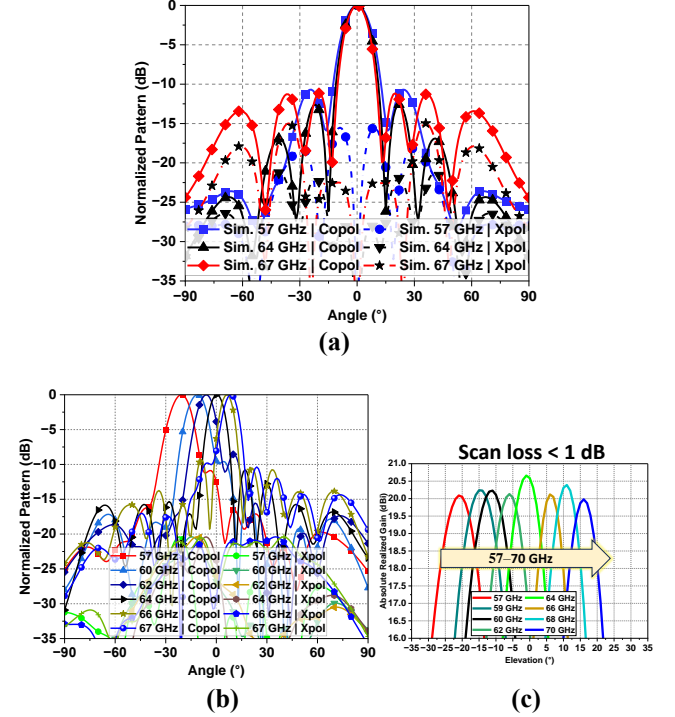 0
−5
−10
−15
−20
−25
−30
−35
Normalized Pattern (dB)
Sim. 57 GHz | Copol
Sim. 57 GHz | Xpol
Sim. 64 GHz | Copol
Sim. 64 GHz | Xpol
Sim. 67 GHz | Copol
Sim. 67 GHz | Xpol
−90 −60 −30 0 30 60 90
Angle (°)
(a)
0
−5
−10
−15
−20
−25
−30
−35
Normalized Pattern (dB)
57 GHz | Copol
57 GHz | Xpol
60 GHz | Copol
60 GHz | Xpol
62 GHz | Copol
62 GHz | Xpol
64 GHz | Copol
64 GHz | Xpol
66 GHz | Copol
66 GHz | Xpol
67 GHz | Copol
67 GHz | Xpol
−90 −60 −30 0 30 60 90
Angle (°)
(b)
Scan loss < 1 dB
21.0
20.5
20.0
19.5
19.0
18.5
18.0
17.5
17.0
16.5
16.0
Absolute Realized Gain (dBi)
57–70 GHz
57 GHz
64 GHz
59 GHz
66 GHz
60 GHz
68 GHz
62 GHz
70 GHz
−35 −30 −25 −20 −15 −10 −5 0 5 10 15 20 25 30 35
Elevation (°)
(c)